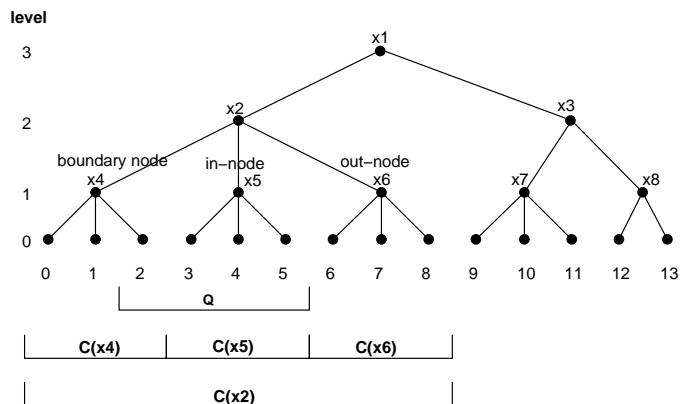 level
x1
3
x2
x3
2
boundary node
in-node
out-node
x4
x5
x6
x7
x8
1
0
0 1 2 3 4 5 6 7 8 9 10 11 12 13
Q
C(x4) C(x5) C(x6)
C(x2)